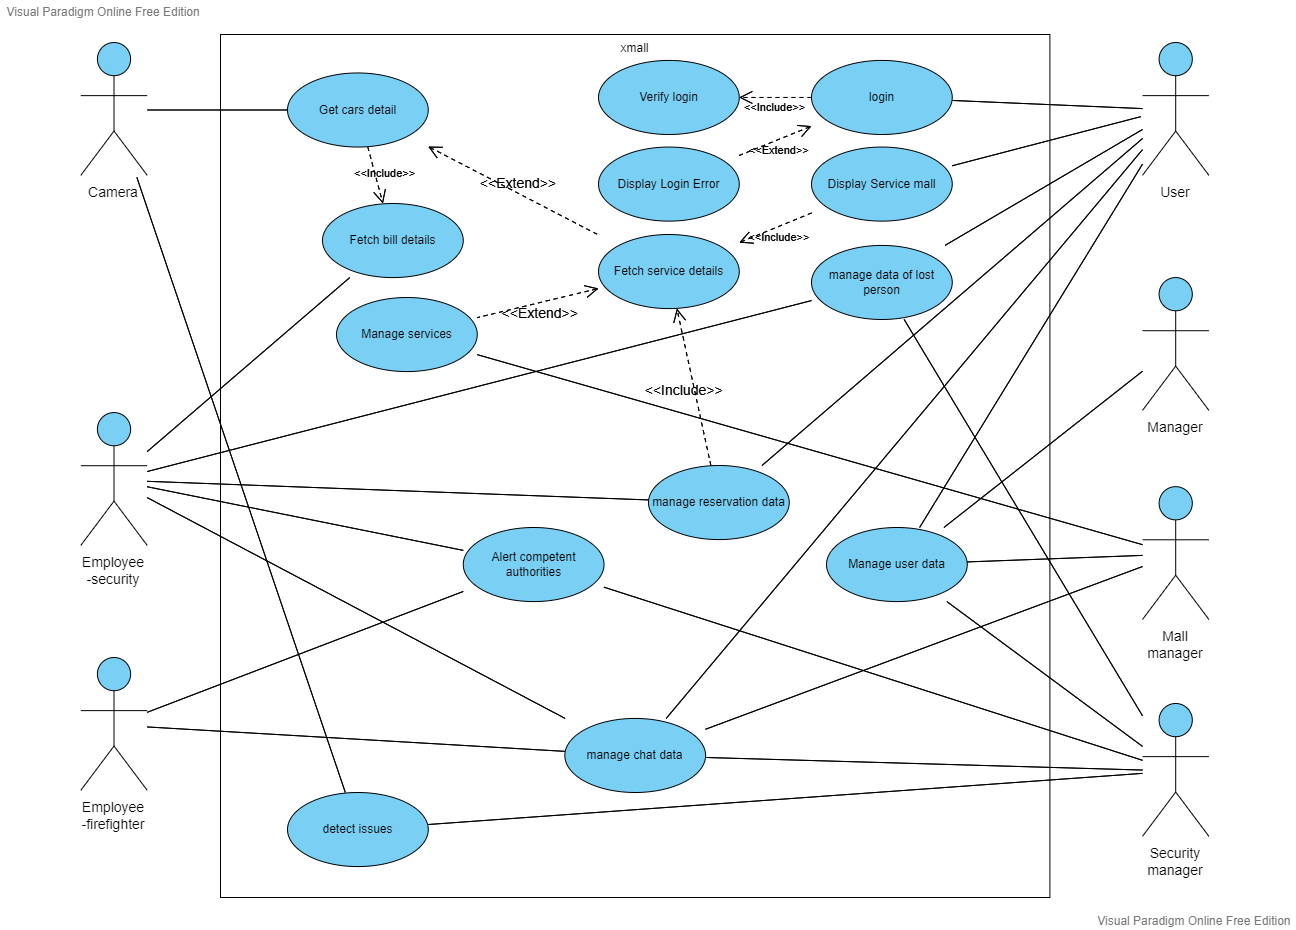 Visual Paradigm Online Free Edition
xmall
Camera
Get cars detail
Verify login
<<Include>>
login
User
<<Include>>
<<Extend>>
<<Extend>>
Display Login Error
Display Service mall
Fetch bill details
<<Include>>
Fetch service details
manage data of lost
person
Manage services
<<Extend>>
Manager
<<Include>>
Employee
-security
manage reservation data
Alert competent
authorities
Manage user data
Mall
manager
Employee
-firefighter
manage chat data
detect issues
Security
manager
Visual Paradigm Online Free Edition